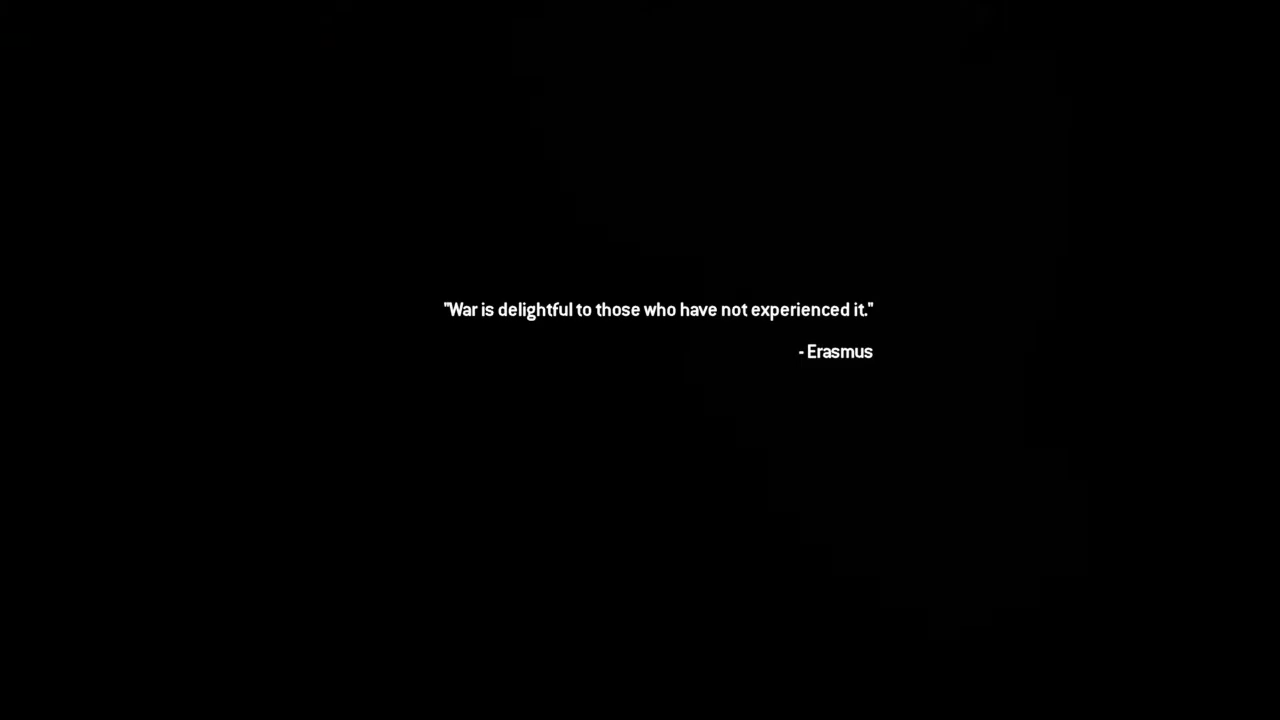 "War is delightful to those who have not experienced it."
- Erasmus